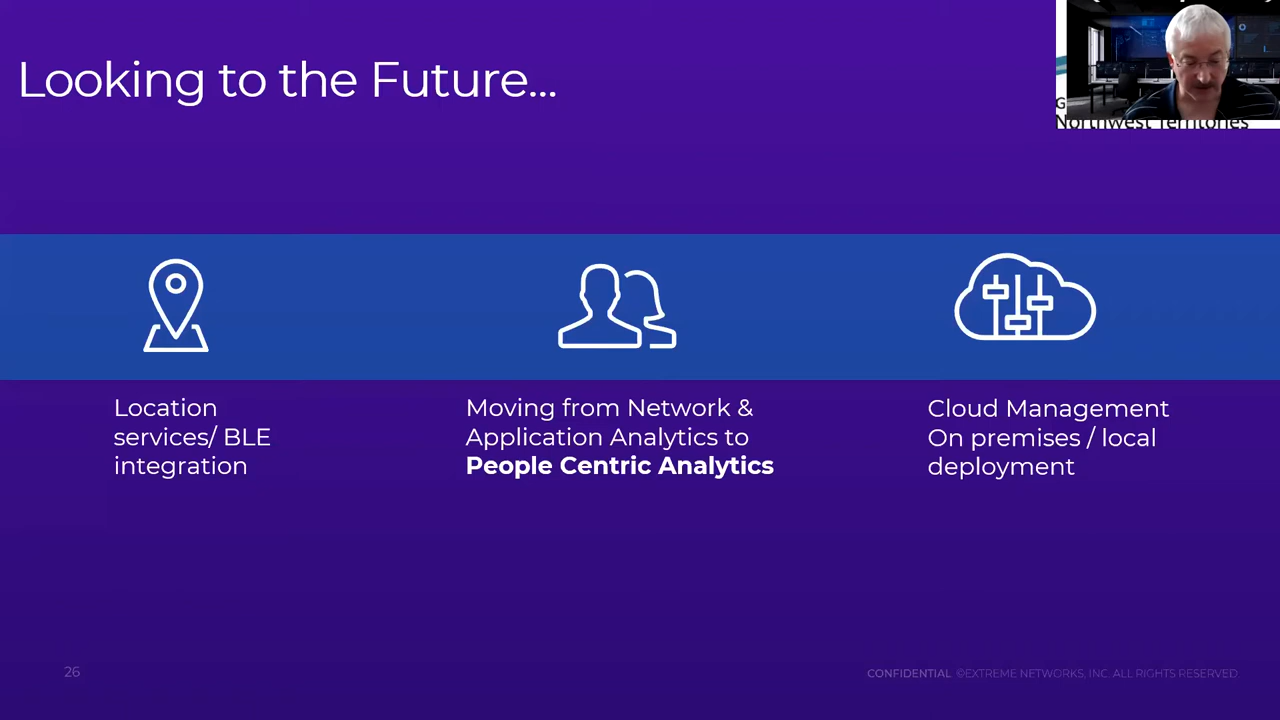 Looking to the Future...
G
Northwest Territories
Location
services/ BLE
integration
Moving from Network &
Application Analytics to
People Centric Analytics
Cloud Management
On premises / local
deployment
26
CONFIDENTIAL ©EXTREME NETWORKS, INC. ALL RIGHTS RESERVED.